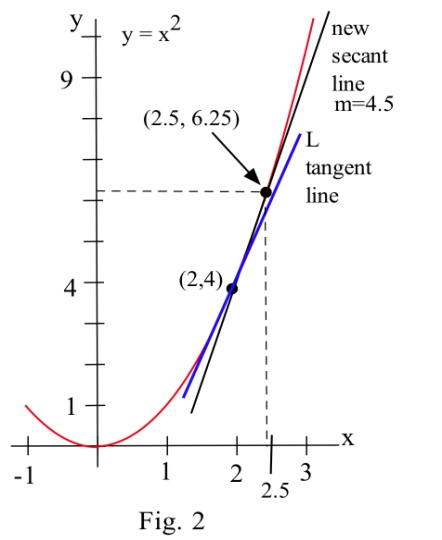 y
y = x²
new
secant
line
m=4.5
9
(2.5, 6.25)
L
tangent
line
4
(2,4)
1
x
-1
1
2
3
2.5
Fig. 2